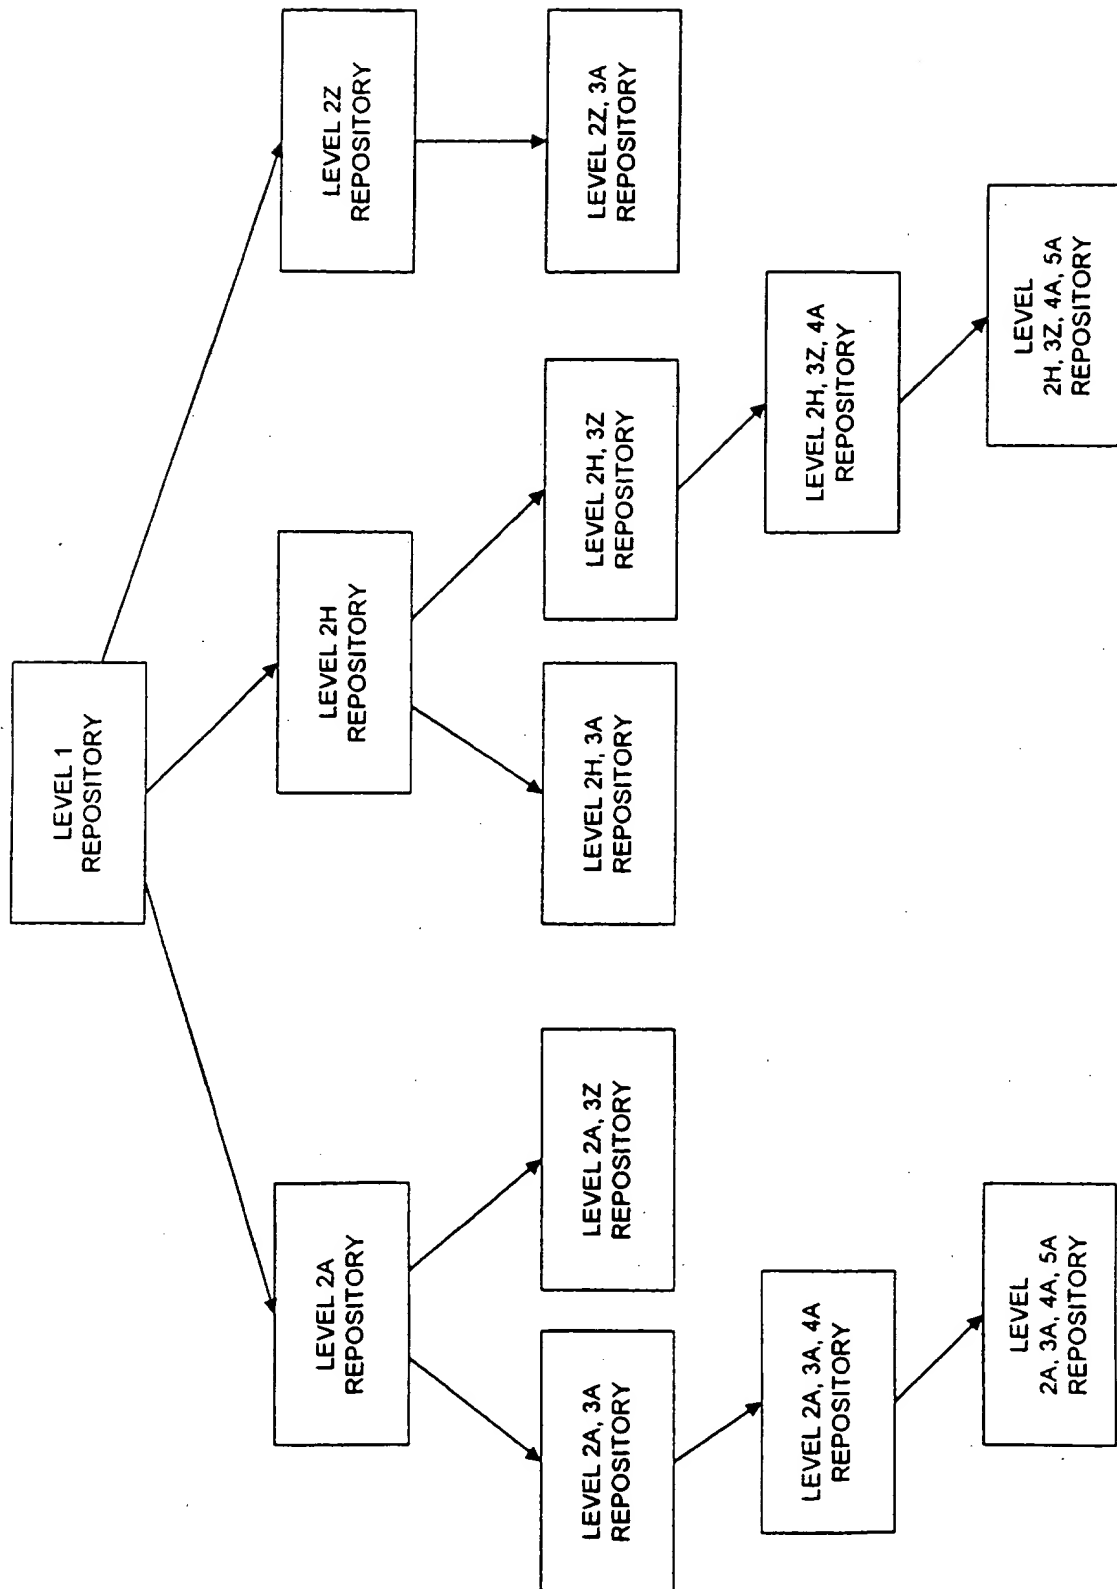 LEVEL 1
REPOSITORY
LEVEL 2A
REPOSITORY
LEVEL 2H
REPOSITORY
LEVEL 2Z
REPOSITORY
LEVEL 2A, 3A
REPOSITORY
LEVEL 2A, 3Z
REPOSITORY
LEVEL 2H, 3A
REPOSITORY
LEVEL 2H, 3Z
REPOSITORY
LEVEL 2Z, 3A
REPOSITORY
LEVEL 2A, 3A, 4A
REPOSITORY
LEVEL 2H, 3Z, 4A
REPOSITORY
LEVEL
2A, 3A, 4A, 5A
REPOSITORY
LEVEL
2H, 3Z, 4A, 5A
REPOSITORY